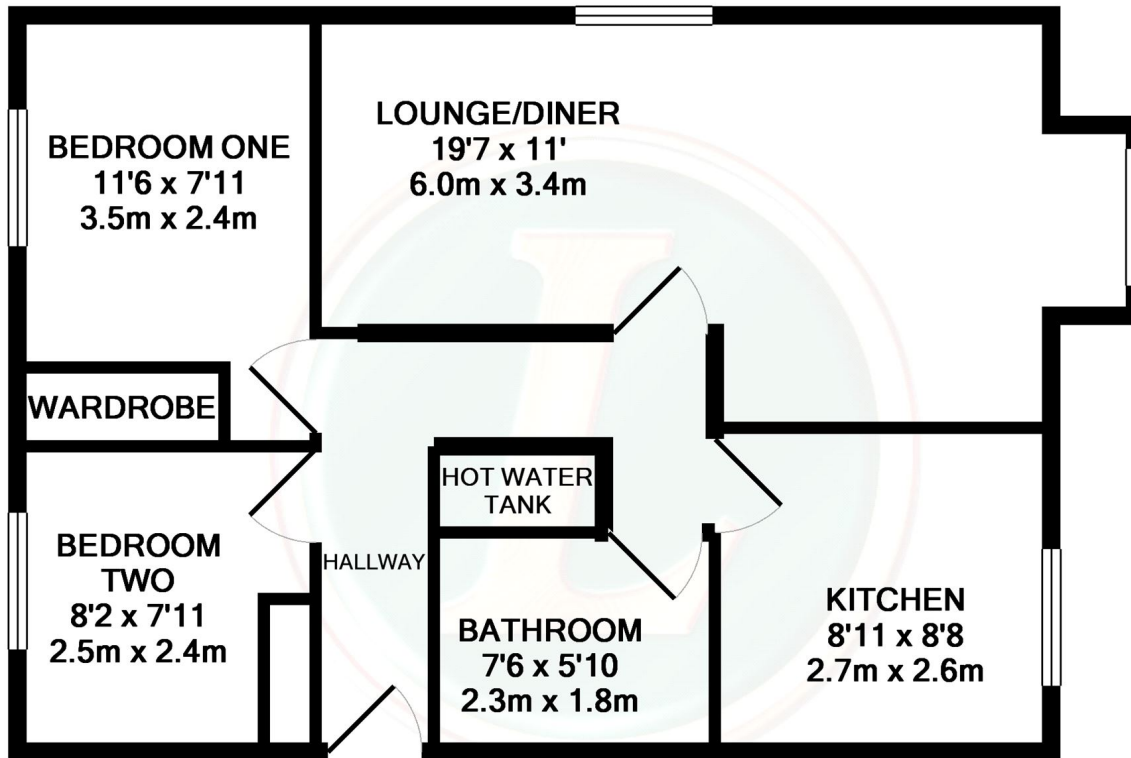 BEDROOM ONE
11'6 x 7'11
3.5m x 2.4m
LOUNGE/DINER
19'7 x 11'
6.0m x 3.4m
WARDROBE
HOT WATER
TANK
BEDROOM
TWO
8'2 x 7'11
2.5m x 2.4m
HALLWAY
BATHROOM
7'6 x 5'10
2.3m x 1.8m
KITCHEN
8'11 x 8'8
2.7m x 2.6m
L